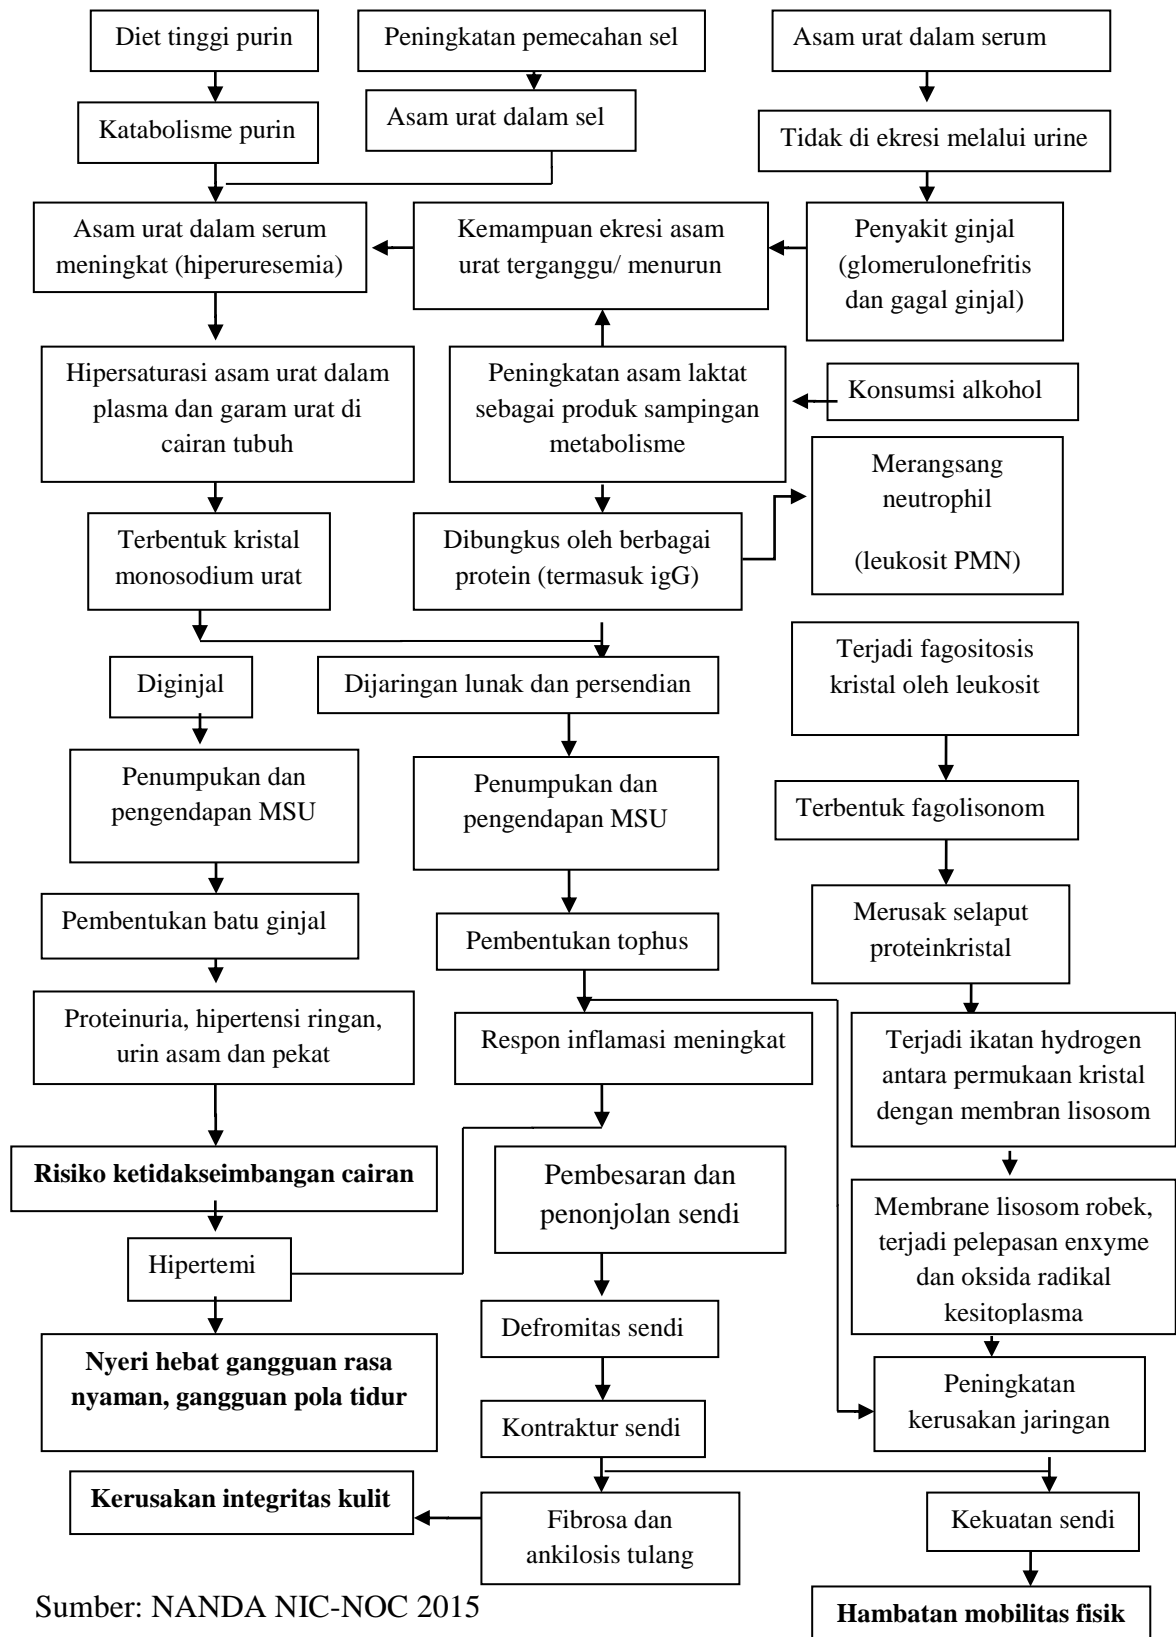 Diet tinggi purin
Peningkatan pemecahan sel
Asam urat dalam serum
Katabolisme purin
Asam urat dalam sel
Tidak di ekresi melalui urine
Asam urat dalam serum
meningkat (hiperuresemia)
Kemampuan ekresi asam
urat terganggu/ menurun
Penyakit ginjal
(glomerulonefritis
dan gagal ginjal)
Hipersaturasi asam urat dalam
plasma dan garam urat di
cairan tubuh
Peningkatan asam laktat
sebagai produk sampingan
metabolisme
Konsumsi alkohol
Merangsang
neutrophil
(leukosit PMN)
Terbentuk kristal
monosodium urat
Dibungkus oleh berbagai
protein (termasuk igG)
Terjadi fagositosis
kristal oleh leukosit
Diginjal
Dijaringan lunak dan persendian
Penumpukan dan
pengendapan MSU
Penumpukan dan
pengendapan MSU
Terbentuk fagolisonom
Pembentukan batu ginjal
Pembentukan tophus
Merusak selaput
proteinkristal
Proteinuria, hipertensi ringan,
urin asam dan pekat
Respon inflamasi meningkat
Terjadi ikatan hydrogen
antara permukaan kristal
dengan membran lisosom
Risiko ketidakseimbangan cairan
Pembesaran dan
penonjolan sendi
Membrane lisosom robek,
terjadi pelepasan enxyme
dan oksida radikal
kesitoplasma
Hipertemi
Defromitas sendi
Nyeri hebat gangguan rasa
nyaman, gangguan pola tidur
Peningkatan
kerusakan jaringan
Kontraktur sendi
Kerusakan integritas kulit
Fibrosa dan
ankilosis tulang
Kekuatan sendi
Sumber: NANDA NIC-NOC 2015
Hambatan mobilitas fisik